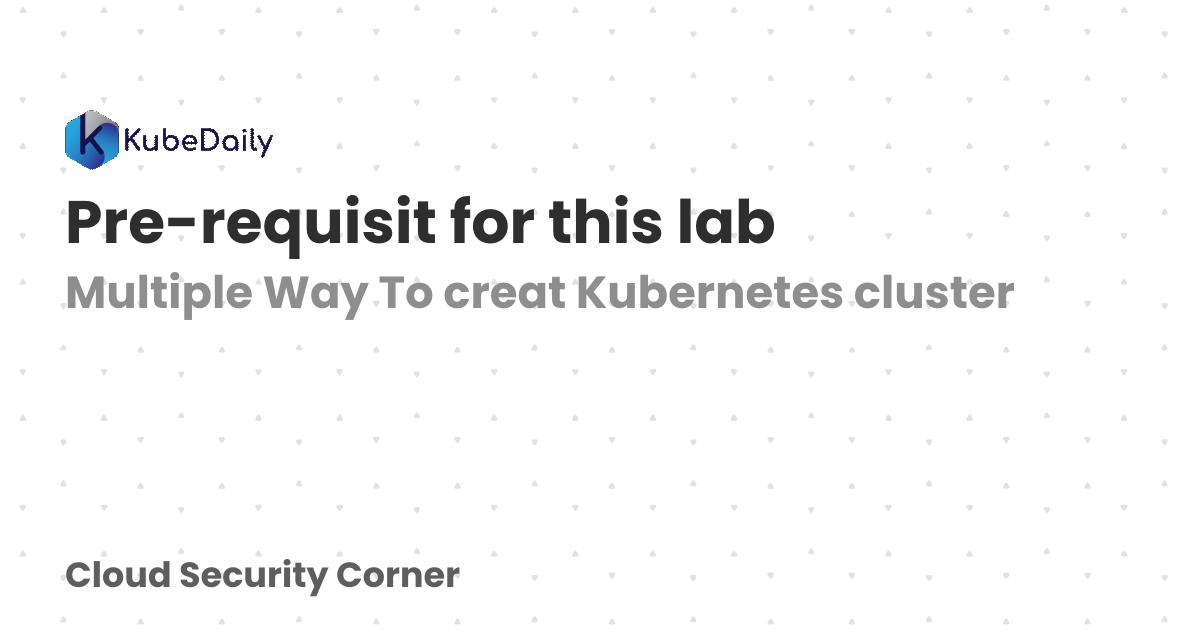 KubeDaily
Pre-requisit for this lab
Multiple Way To creat Kubernetes cluster
Cloud Security Corner